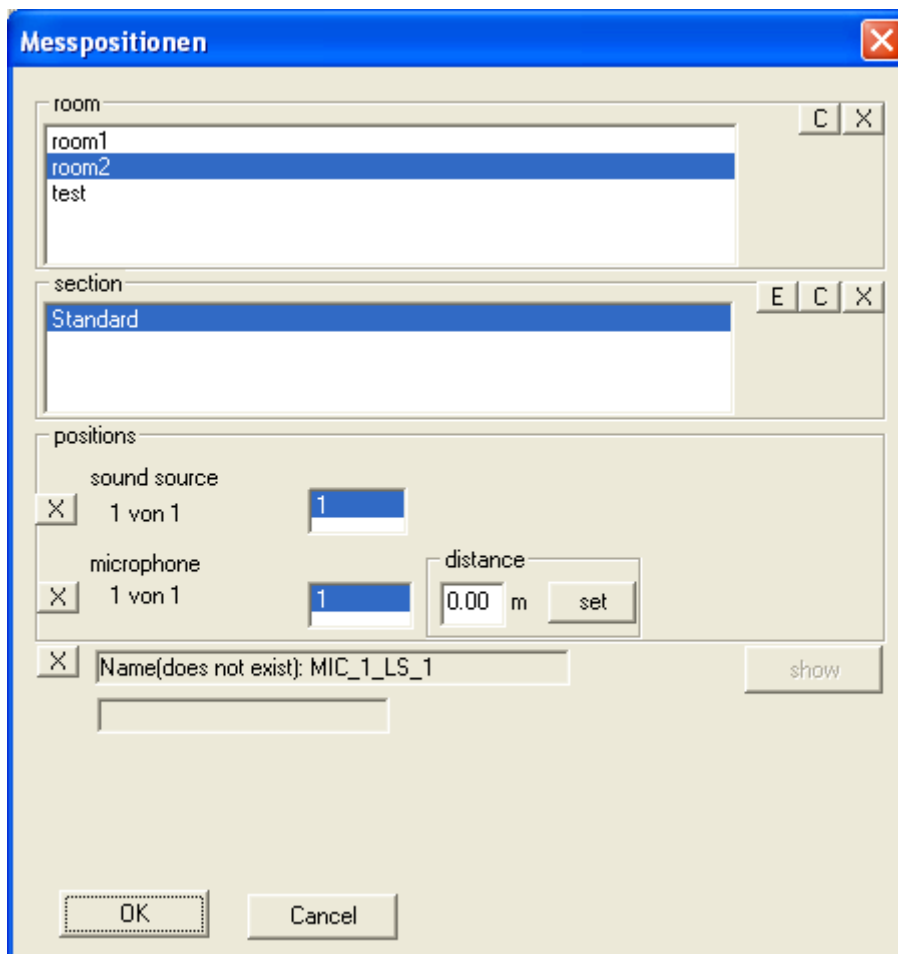 Messpositionen
room
C X
room1
room2
test
section
E C X
Standard
positions
sound source
X 1 von 1 1
microphone
distance
X 1 von 1 1 0.00 m set
X Name(does not exist): MIC_1_LS_1 show
OK Cancel